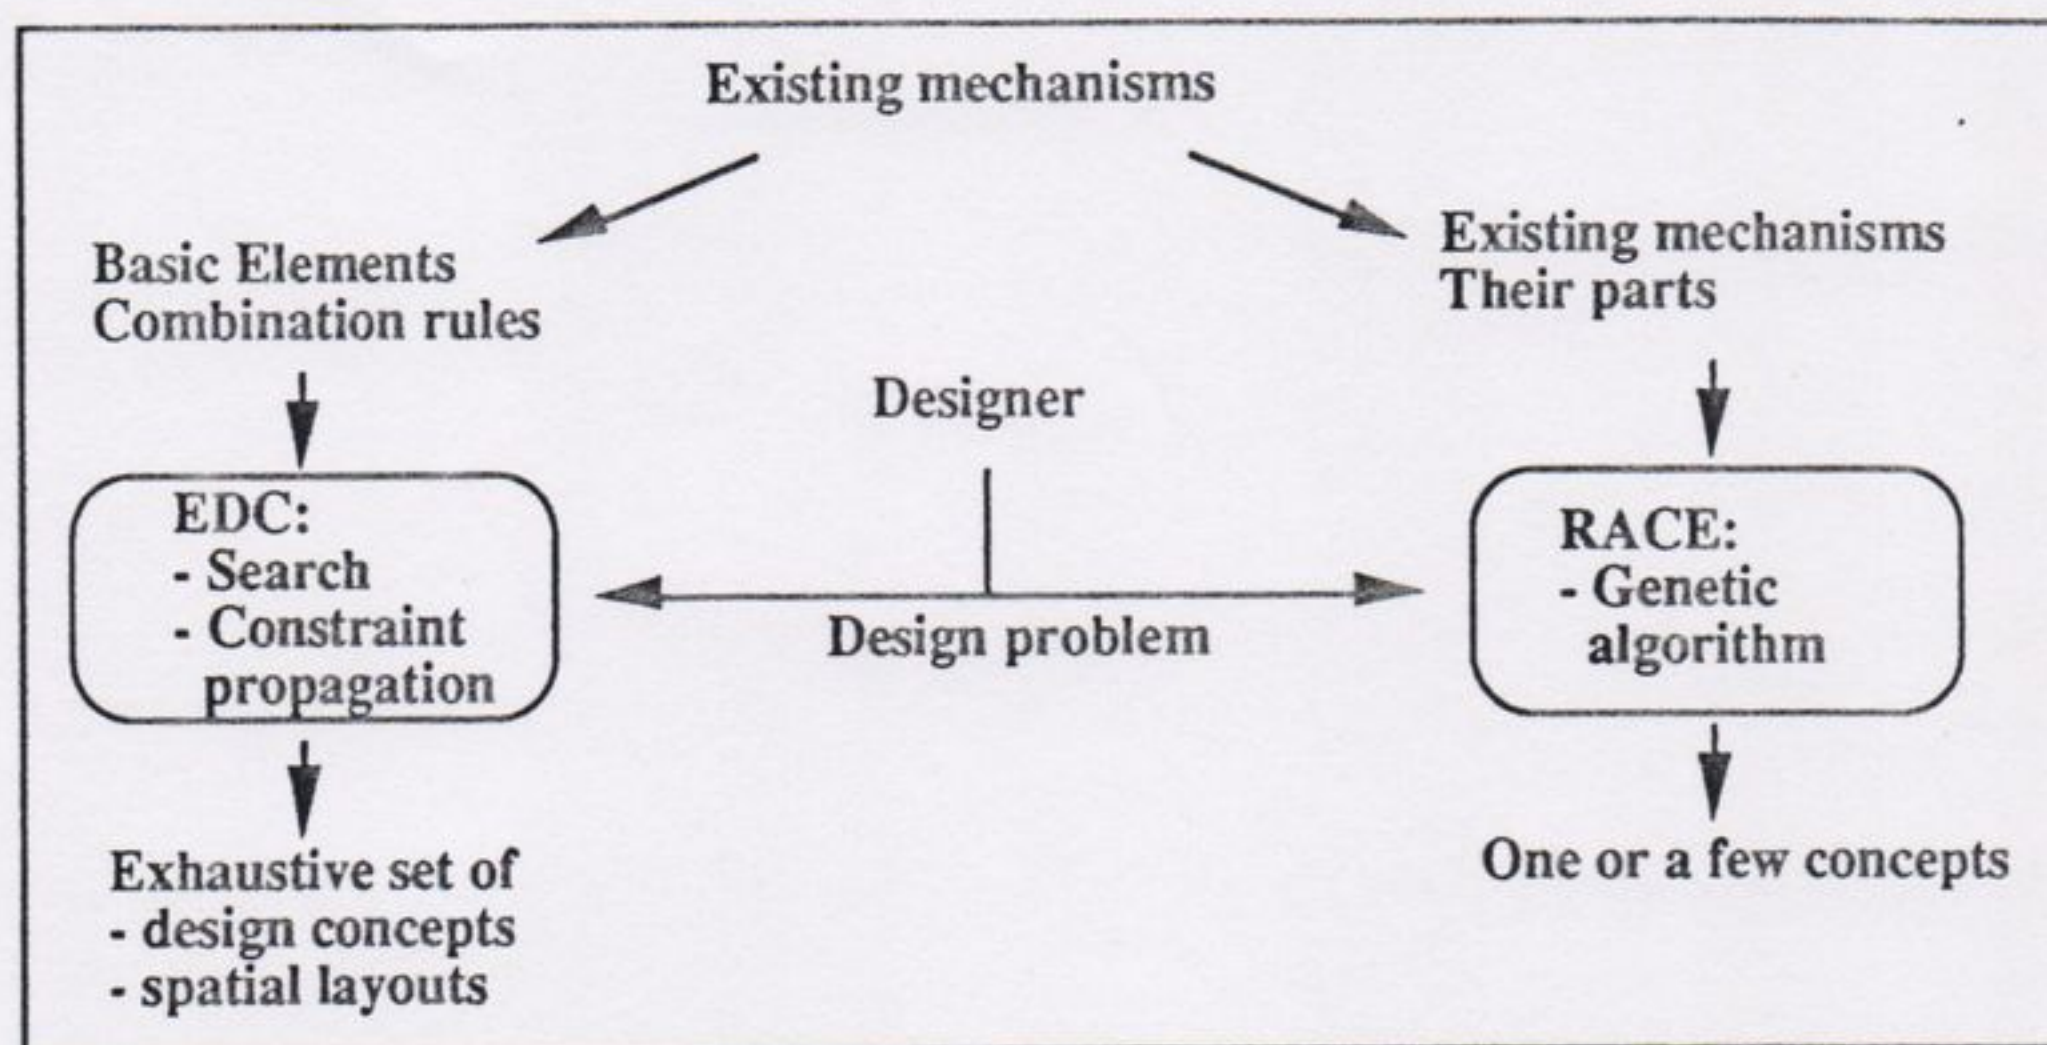 Existing mechanisms
Basic Elements
Combination rules
Existing mechanisms
Their parts
Designer
EDC:
- Search
- Constraint
propagation
Design problem
RACE:
- Genetic
algorithm
Exhaustive set of
- design concepts
- spatial layouts
One or a few concepts